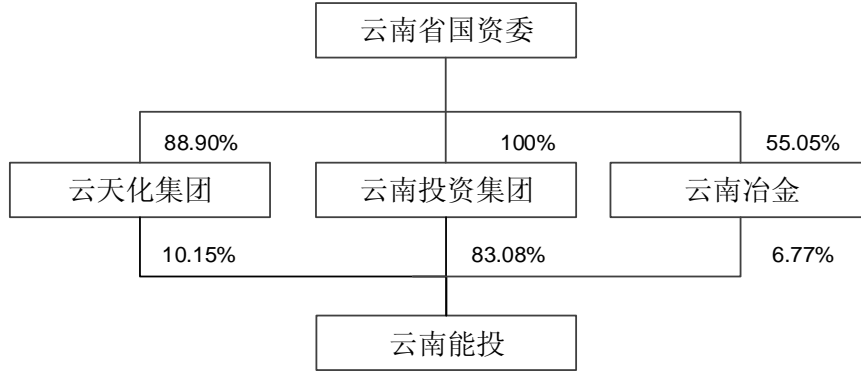 云南省国资委
88.90%
100%
55.05%
云天化集团
云南投资集团
云南冶金
10.15%
83.08%
6.77%
云南能投